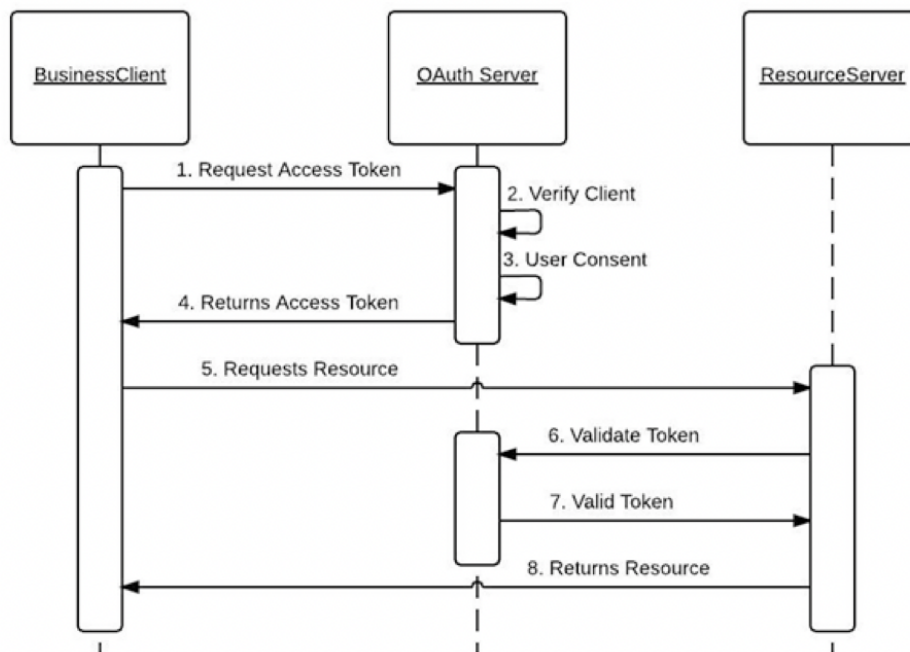 BusinessClient
OAuth Server
ResourceServer
1. Request Access Token
2. Verify Client
3. User Consent
4. Returns Access Token
5. Requests Resource
6. Validate Token
7. Valid Token
8. Returns Resource